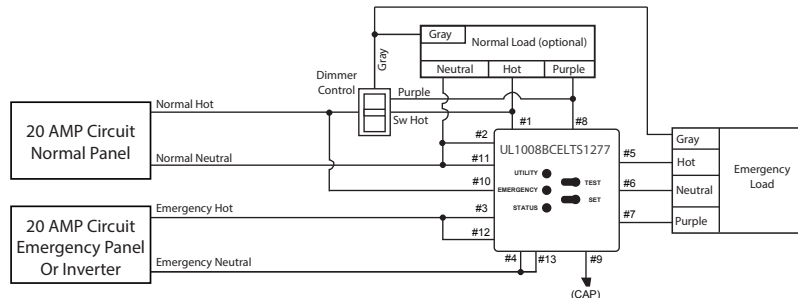 Gray
Normal Load (optional)
Neutral
Hot
Purple
Gray
Dimmer
Control
Purple
Sw Hot
#1
#8
20 AMP Circuit
Normal Panel
Normal Hot
Normal Neutral
#2
#11
#10
UL1008BCELTS1277
UTILITY
EMERGENCY
STATUS
TEST
SET
#5
#6
#7
Gray
Hot
Neutral
Purple
Emergency
Load
20 AMP Circuit
Emergency Panel
Or Inverter
Emergency Hot
Emergency Neutral
#3
#12
#4
#13
#9
(CAP)